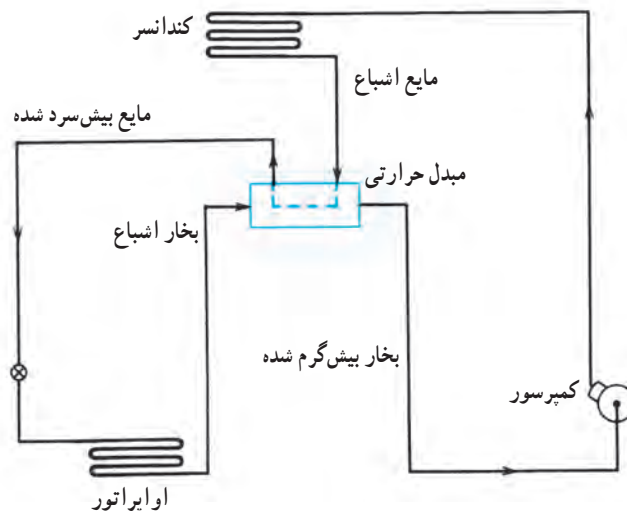 کندانسر
مایع اشباع
مایع بیش‌سرد شده
مبدل حرارتی
بخار اشباع
بخار بیش‌گرم شده
کمپرسور
اواپراتور